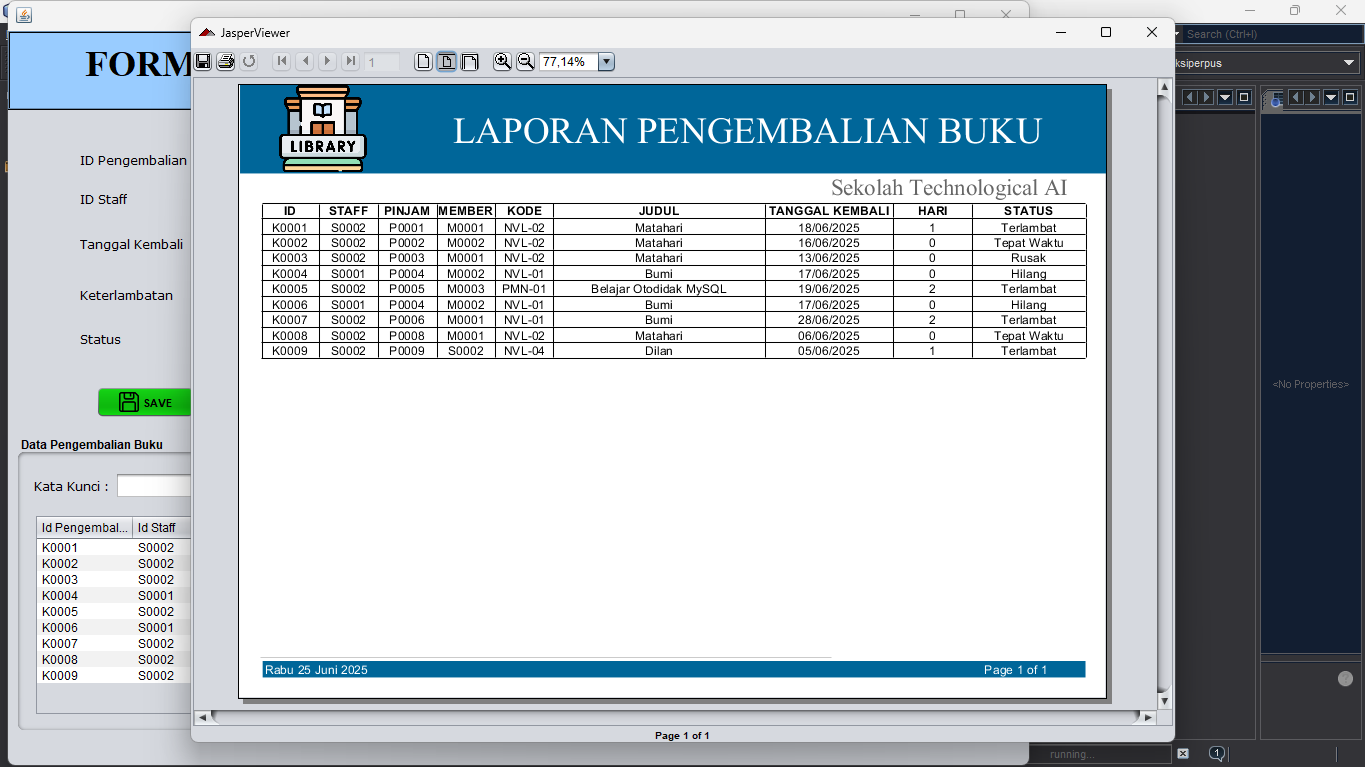 JasperViewer
Search (Ctrl+I)
FORM
1
77,14%
ksiperpus
LIBRARY
LAPORAN PENGEMBALIAN BUKU
Sekolah Technological AI
ID STAFF PINJAM MEMBER KODE JUDUL TANGGAL KEMBALI HARI STATUS
K0001 S0002 P0001 M0001 NVL-02 Matahari 18/06/2025 1 Terlambat
K0002 S0002 P0002 M0002 NVL-02 Matahari 16/06/2025 0 Tepat Waktu
K0003 S0002 P0003 M0001 NVL-02 Matahari 13/06/2025 0 Rusak
K0004 S0001 P0004 M0002 NVL-01 Bumi 17/06/2025 0 Hilang
K0005 S0002 P0005 M0003 PMN-01 Belajar Otodidak MySQL 19/06/2025 2 Terlambat
K0006 S0001 P0004 M0002 NVL-01 Bumi 17/06/2025 0 Hilang
K0007 S0002 P0006 M0001 NVL-01 Bumi 28/06/2025 2 Terlambat
K0008 S0002 P0008 M0001 NVL-02 Matahari 06/06/2025 0 Tepat Waktu
K0009 S0002 P0009 S0002 NVL-04 Dilan 05/06/2025 1 Terlambat
Rabu 25 Juni 2025 Page 1 of 1
Page 1 of 1
ID Pengembalian
ID Staff
Tanggal Kembali
Keterlambatan
Status
SAVE
Data Pengembalian Buku
Kata Kunci :
Id Pengembal... Id Staff
K0001 S0002
K0002 S0002
K0003 S0002
K0004 S0001
K0005 S0002
K0006 S0001
K0007 S0002
K0008 S0002
K0009 S0002
<No Properties>
running...
1